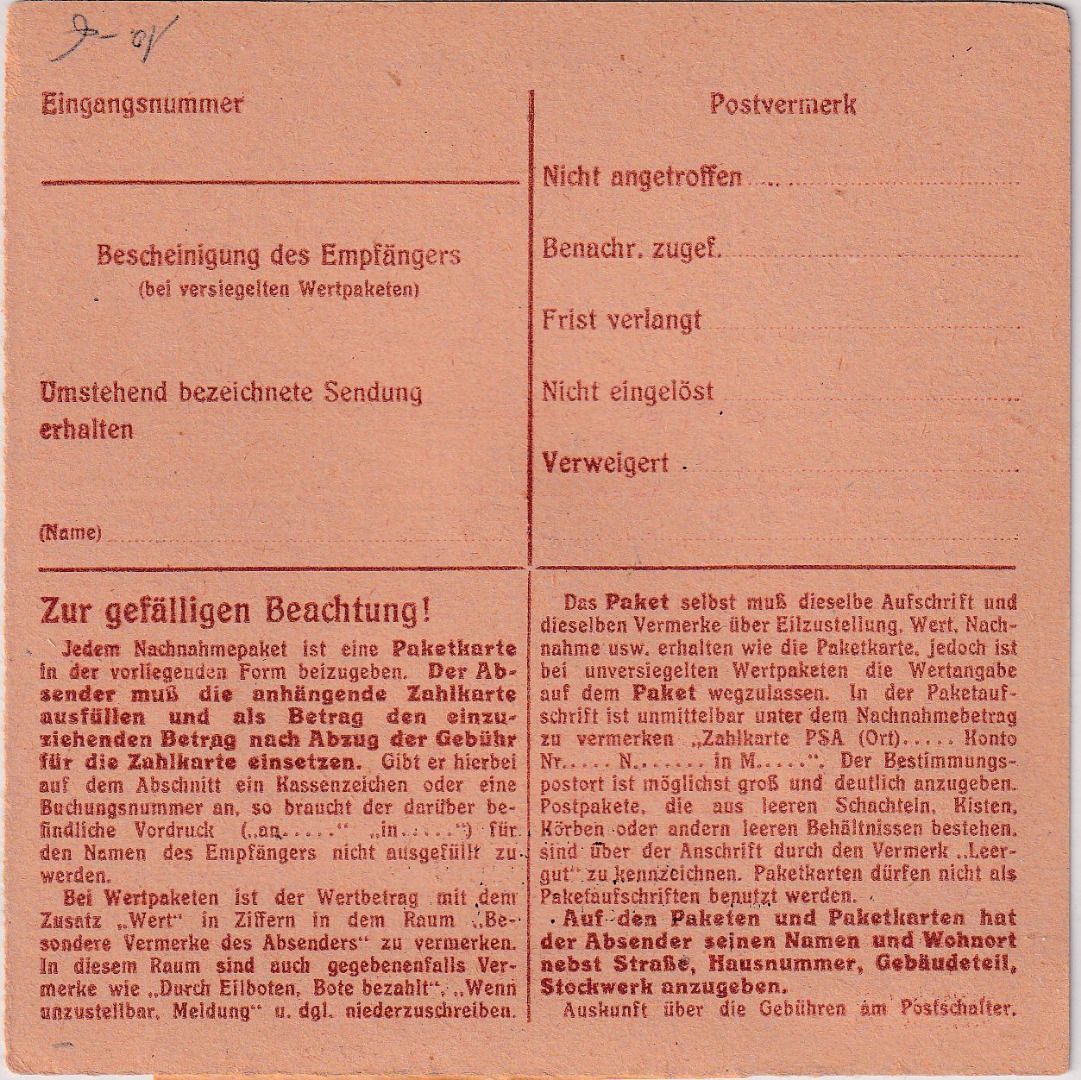 Eingangsnummer
Bescheinigung des Empfängers
(bei versiegelten Wertpaketen)
Umstehend bezeichnete Sendung
erhalten
(Name)
Postvermerk
Nicht angetroffen
Benachr. zugef.
Frist verlangt
Nicht eingelöst
Verweigert
Zur gefälligen Beachtung!
Jedem Nachnahmepaket ist eine Paketkarte
in der vorliegenden Form beizugeben. Der Ab-
sender muß die anhängende Zahlkarte
ausfüllen und als Betrag den einzu-
ziehenden Betrag nach Abzug der Gebühr
für die Zahlkarte einsetzen. Gibt er hierbei
auf dem Abschnitt ein Kassenzeichen oder eine
Buchungsnummer an, so braucht der darüber be-
findliche Vordruck („an.....“ „in.....“) für
den Namen des Empfängers nicht ausgefüllt zu
werden.
Bei Wertpaketen ist der Wertbetrag mit dem
Zusatz „Wert“ in Ziffern in dem Raum „Be-
sondere Vermerke des Absenders“ zu vermerken.
In diesem Raum sind auch gegebenenfalls Ver-
merke wie „Durch Eilboten, Bote bezahlt“, „Wenn
unzustellbar, Meldung“ u. dgl. niederzuschreiben.
Das Paket selbst muß dieselbe Aufschrift und
dieselben Vermerke über Eilzustellung, Wert, Nach-
nahme usw. erhalten wie die Paketkarte, jedoch ist
bei unversiegelten Wertpaketen die Wertangabe
auf dem Paket wegzulassen. In der Paketauf-
schrift ist unmittelbar unter dem Nachnahmebetrag
zu vermerken „Zahlkarte PSA (Ort)..... Konto
Nr..... N....... in M.....“. Der Bestimmungs-
postort ist möglichst groß und deutlich anzugeben.
Postpakete, die aus leeren Schachteln, Kisten,
Körben oder andern leeren Behältnissen bestehen,
sind über der Anschrift durch den Vermerk „Leer-
gut“ zu kennzeichnen. Paketkarten dürfen nicht als
Paketaufschriften benutzt werden.
Auf den Paketen und Paketkarten hat
der Absender seinen Namen und Wohnort
nebst Straße, Hausnummer, Gebäudeteil,
Stockwerk anzugeben.
Auskunft über die Gebühren am Postschalter.